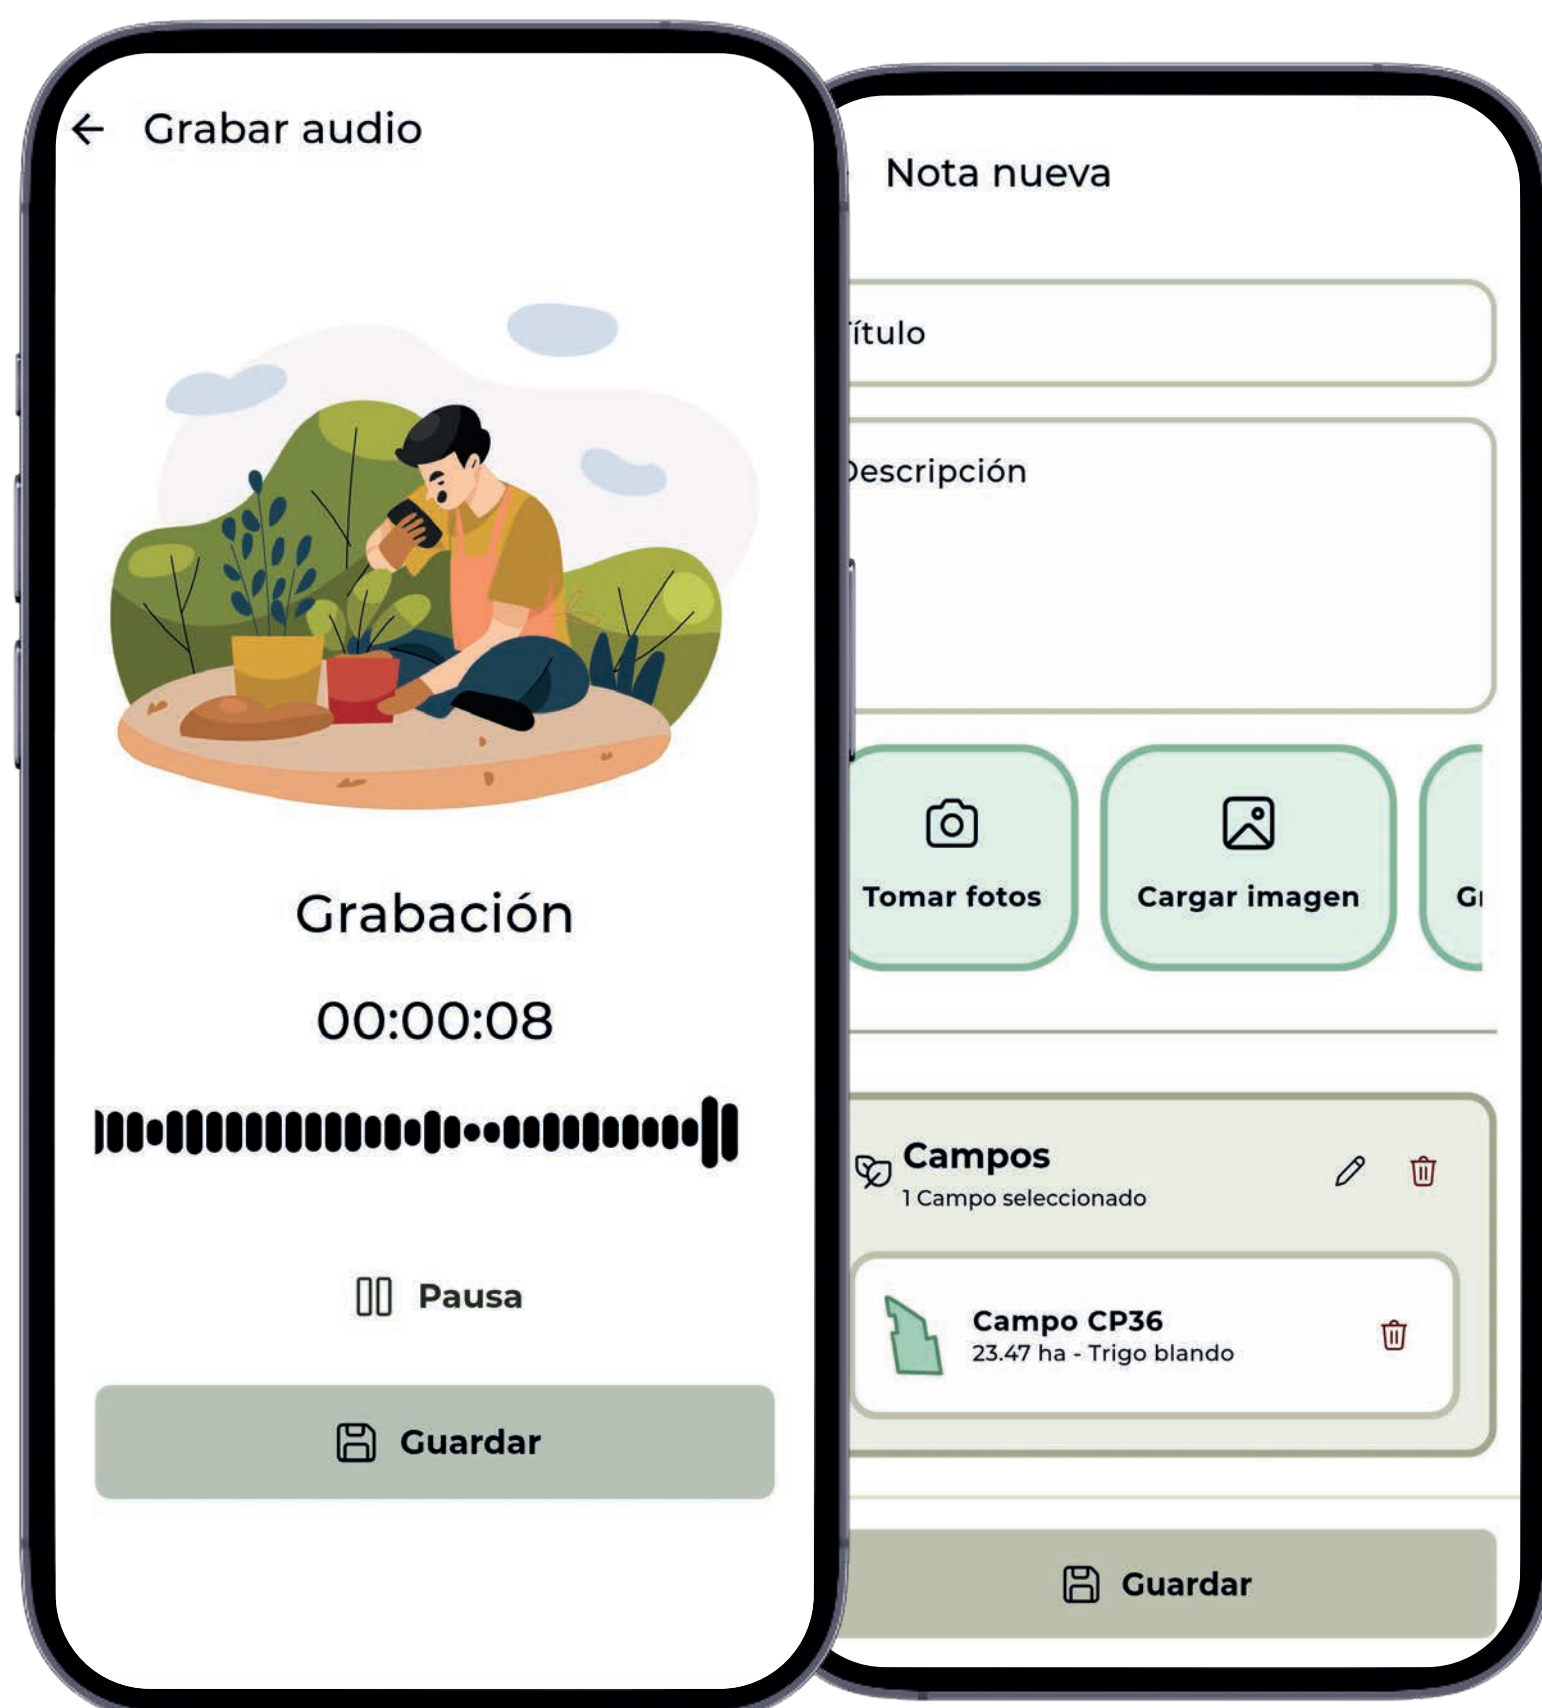 Grabar audio
Grabación
00:00:08
Pausa
Guardar
Nota nueva
ítulo
escripción
Tomar fotos
Cargar imagen
G
Campos
1 Campo seleccionado
Campo CP36
23.47 ha - Trigo blando
Guardar